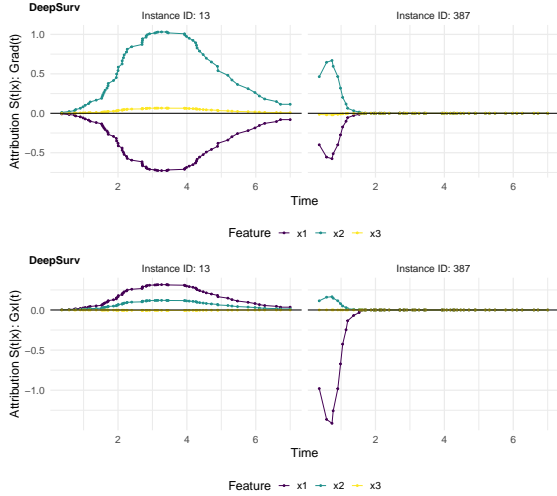 DeepSurv
Instance ID: 13
Instance ID: 387
Attribution S(t|x): Grad(t)
1.0
0.5
0.0
−0.5
2
4
6
2
4
6
Time
Feature x1 x2 x3
DeepSurv
Instance ID: 13
Instance ID: 387
Attribution S(t|x): GxI(t)
0.0
−0.5
−1.0
2
4
6
2
4
6
Time
Feature x1 x2 x3